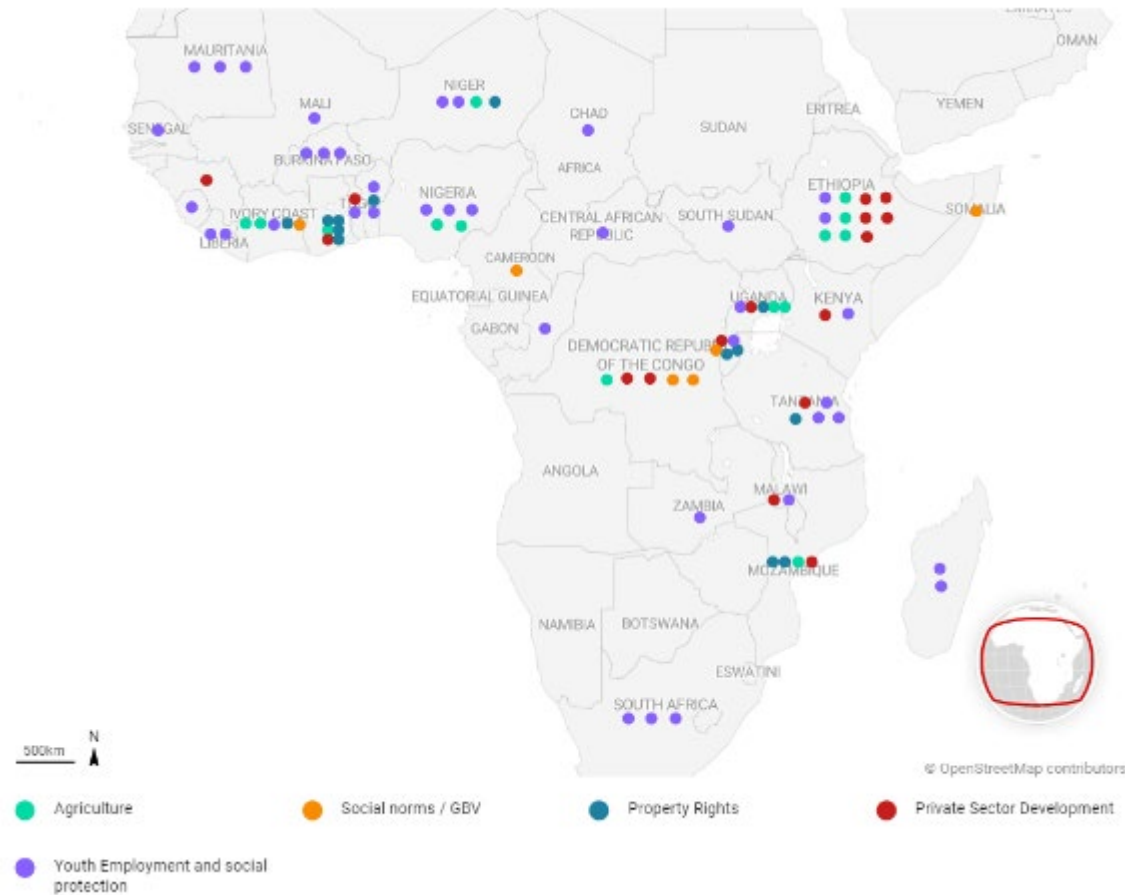 OMAN
MAURITANIA
NIGER
MALI
CHAD
ERITREA
YEMEN
SENEGAL
SUDAN
BURKINA FASO
AFRICA
NIGERIA
ETHIOPIA
IVORY COAST
CENTRAL AFRICAN
REPUBLIC
SOUTH SUDAN
SOMALIA
LIBERIA
CAMEROON
EQUATORIAL GUINEA
UGANDA
KENYA
GABON
DEMOCRATIC REPUB
OF THE CONGO
TANZANIA
ANGOLA
MALAWI
ZAMBIA
MOZAMBIQUE
NAMIBIA
BOTSWANA
ESWATINI
SOUTH AFRICA
500km
N
© OpenStreetMap contributors
Agriculture
Social norms / GBV
Property Rights
Private Sector Development
Youth Employment and social
protection